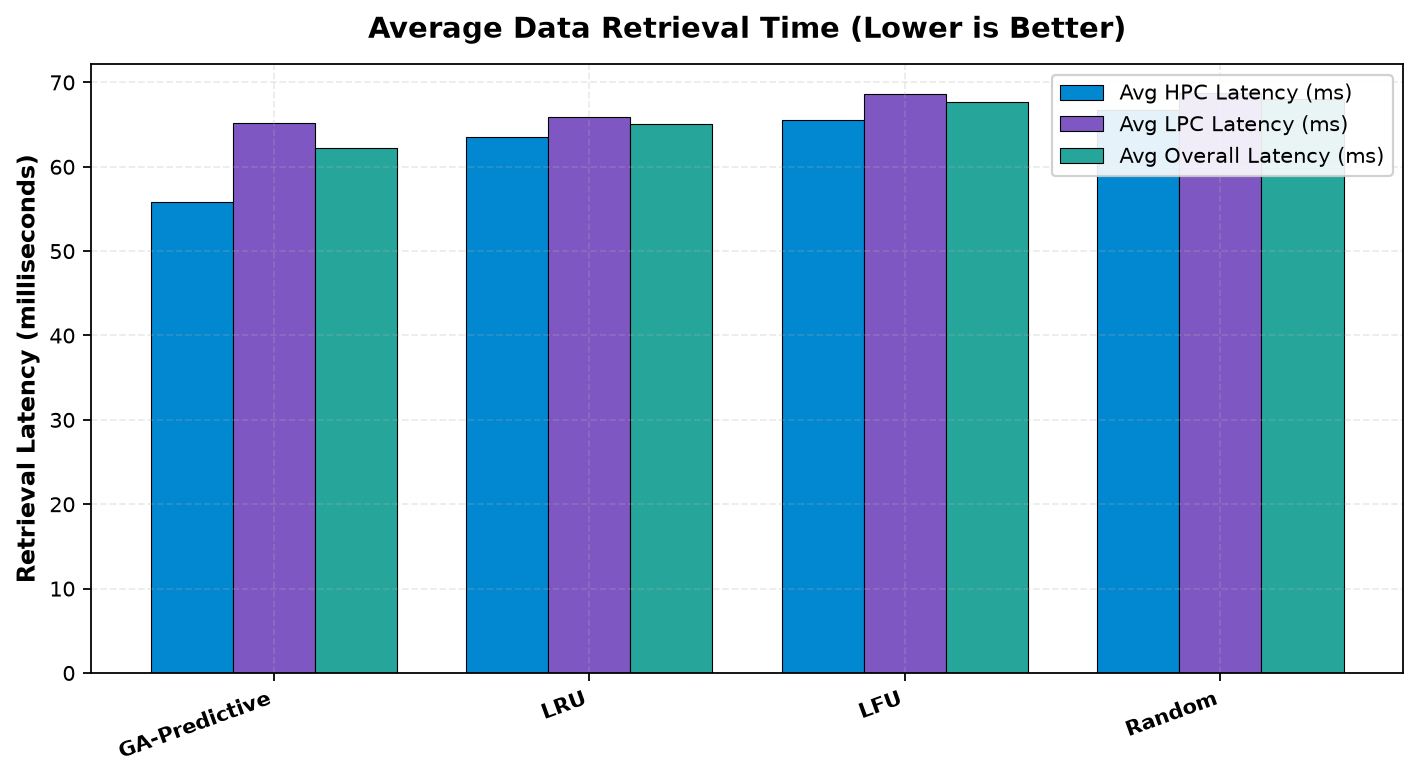 Average Data Retrieval Time (Lower is Better)
Retrieval Latency (milliseconds)
70
60
50
40
30
20
10
0
Avg HPC Latency (ms)
Avg LPC Latency (ms)
Avg Overall Latency (ms)
GA-Predictive
LRU
LFU
Random